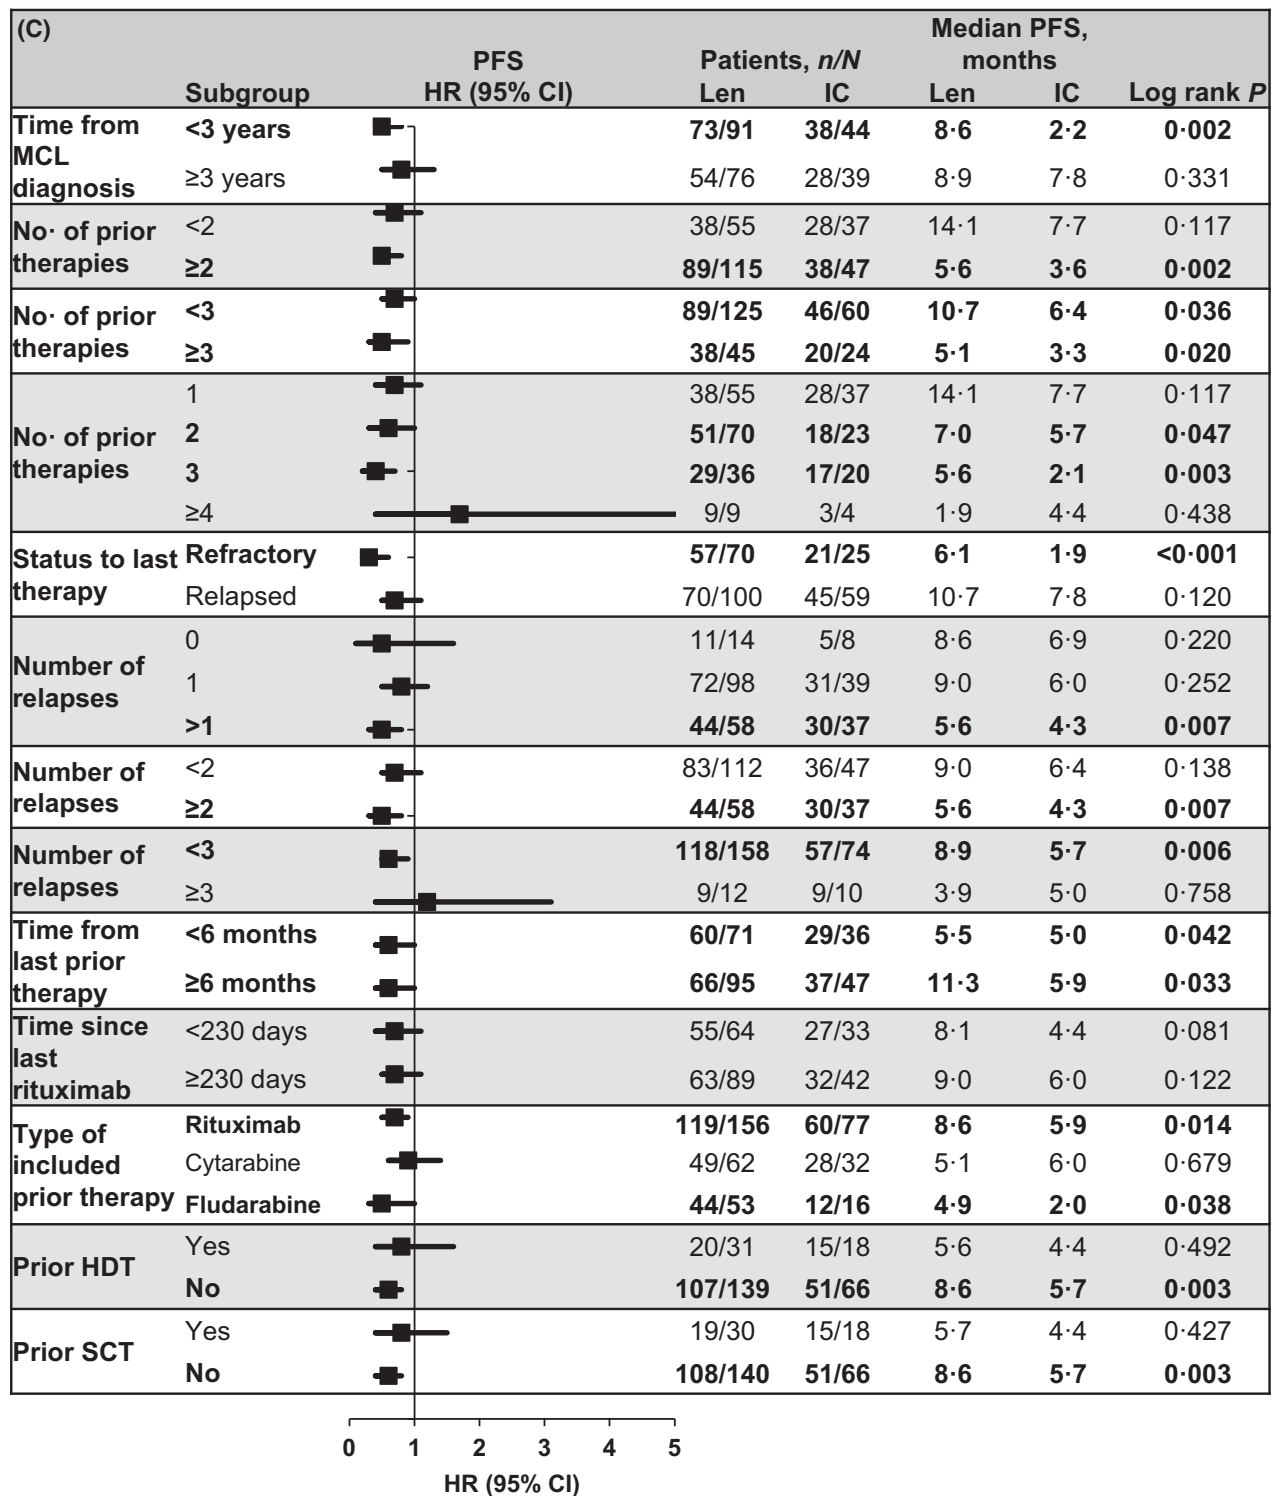 (C)
Median PFS,
PFS Patients, n/N months
Subgroup HR (95% CI) Len IC Len IC Log rank P
Time from MCL diagnosis
<3 years 73/91 38/44 8·6 2·2 0·002
≥3 years 54/76 28/39 8·9 7·8 0·331
No· of prior therapies
<2 38/55 28/37 14·1 7·7 0·117
≥2 89/115 38/47 5·6 3·6 0·002
No· of prior therapies
<3 89/125 46/60 10·7 6·4 0·036
≥3 38/45 20/24 5·1 3·3 0·020
No· of prior therapies
1 38/55 28/37 14·1 7·7 0·117
2 51/70 18/23 7·0 5·7 0·047
3 29/36 17/20 5·6 2·1 0·003
≥4 9/9 3/4 1·9 4·4 0·438
Status to last therapy
Refractory 57/70 21/25 6·1 1·9 <0·001
Relapsed 70/100 45/59 10·7 7·8 0·120
Number of relapses
0 11/14 5/8 8·6 6·9 0·220
1 72/98 31/39 9·0 6·0 0·252
>1 44/58 30/37 5·6 4·3 0·007
Number of relapses
<2 83/112 36/47 9·0 6·4 0·138
≥2 44/58 30/37 5·6 4·3 0·007
Number of relapses
<3 118/158 57/74 8·9 5·7 0·006
≥3 9/12 9/10 3·9 5·0 0·758
Time from last prior therapy
<6 months 60/71 29/36 5·5 5·0 0·042
≥6 months 66/95 37/47 11·3 5·9 0·033
Time since last rituximab
<230 days 55/64 27/33 8·1 4·4 0·081
≥230 days 63/89 32/42 9·0 6·0 0·122
Type of included prior therapy
Rituximab 119/156 60/77 8·6 5·9 0·014
Cytarabine 49/62 28/32 5·1 6·0 0·679
Fludarabine 44/53 12/16 4·9 2·0 0·038
Prior HDT
Yes 20/31 15/18 5·6 4·4 0·492
No 107/139 51/66 8·6 5·7 0·003
Prior SCT
Yes 19/30 15/18 5·7 4·4 0·427
No 108/140 51/66 8·6 5·7 0·003
0 1 2 3 4 5
HR (95% CI)